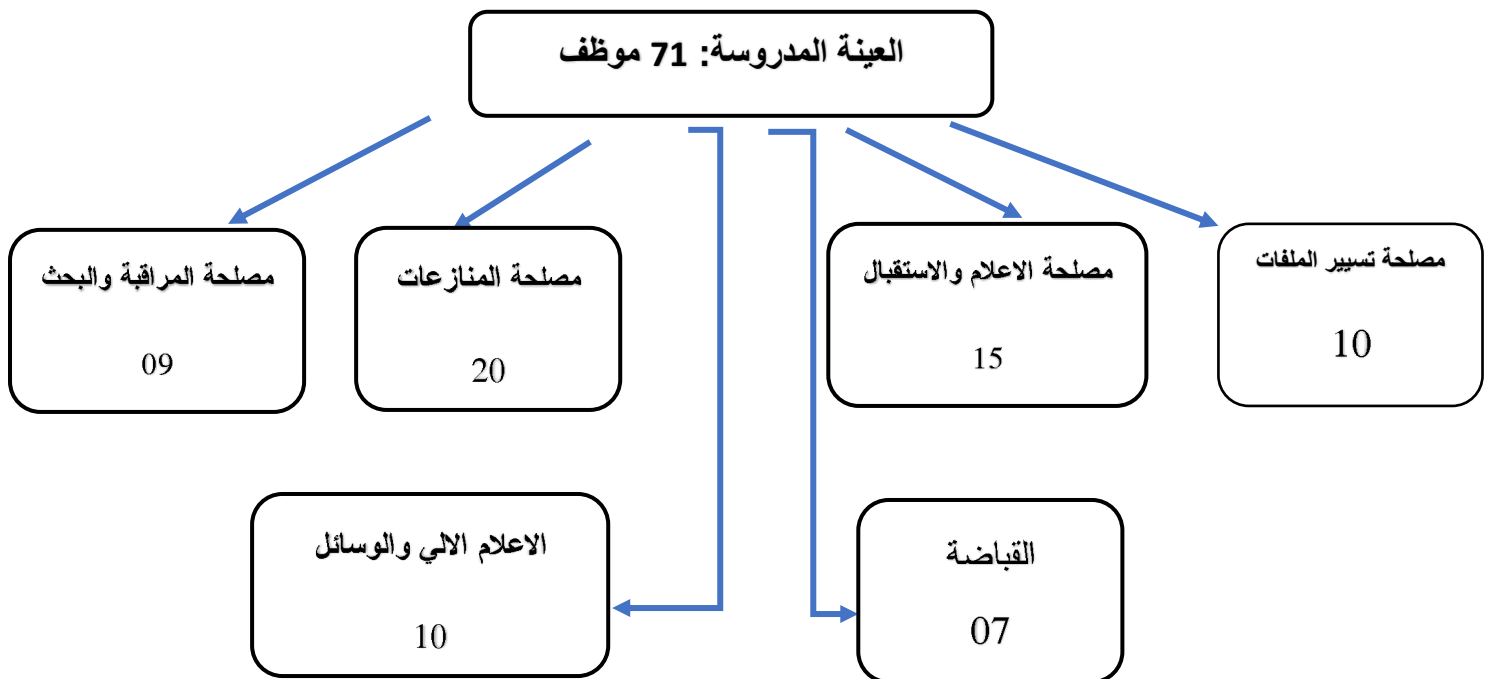 العينة المدروسة: 71 موظف
مصلحة تسيير الملفات
10
مصلحة الاعلام والاستقبال
15
مصلحة المنازعات
20
مصلحة المراقبة والبحث
09
القباضة
07
الاعلام الالي والوسائل
10